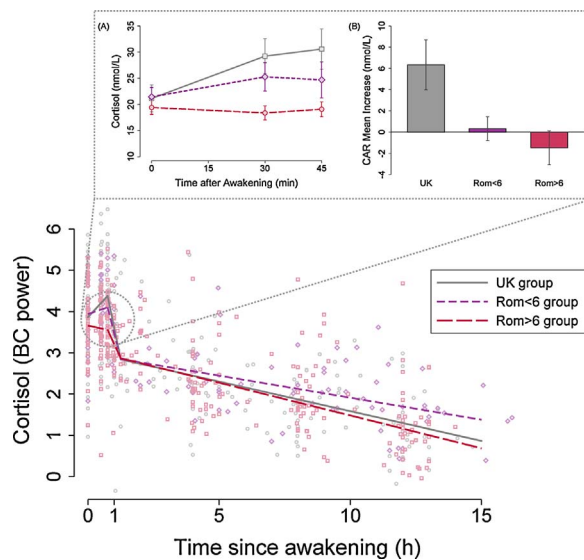 (A)
Cortisol (nmol/L)
35
30
25
20
15
10
0 15 30 45
Time after Awakening (min)
(B)
CAR Mean Increase (nmol/L)
10
8
6
4
2
0
-2
-4
UK Rom<6 Rom>6
Cortisol (BC power)
6
5
4
3
2
1
0
UK group
Rom<6 group
Rom>6 group
0 1 5 10 15
Time since awakening (h)